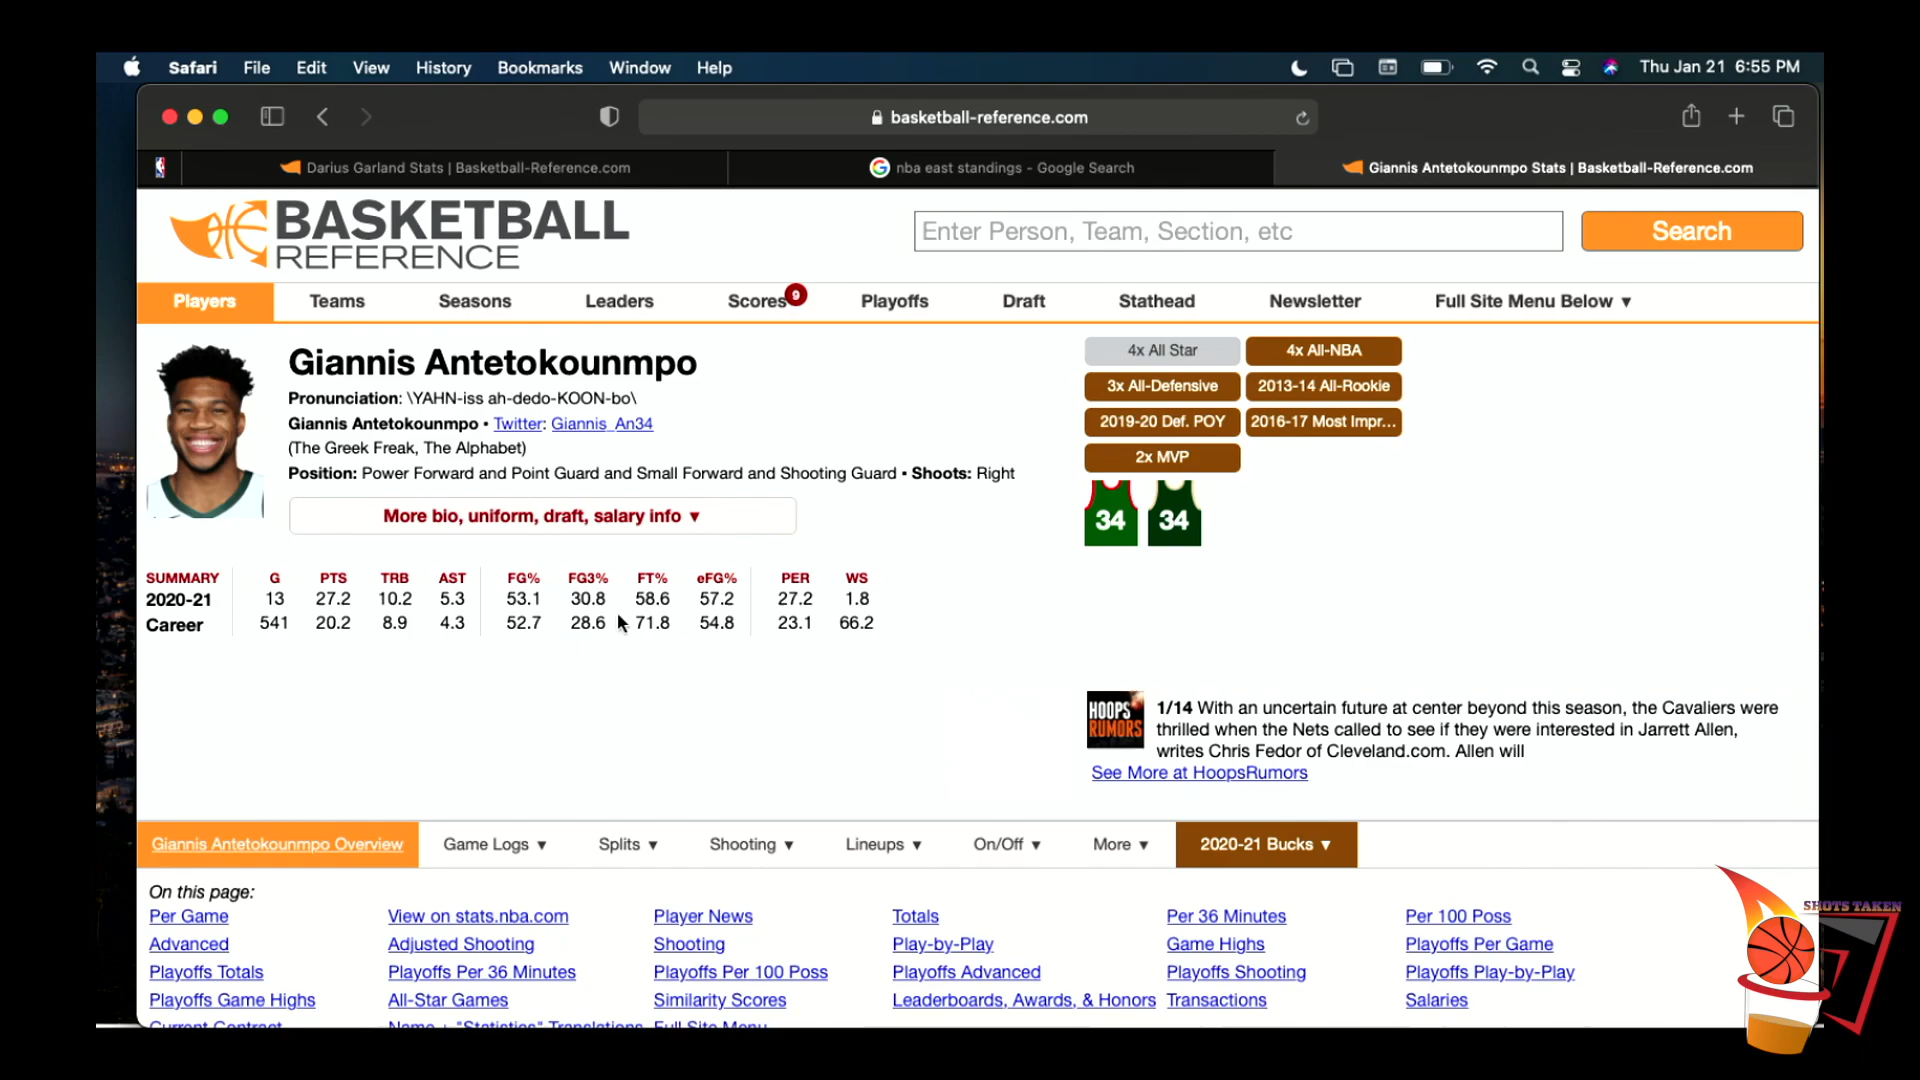 Safari File Edit View History Bookmarks Window Help Thu Jan 21 6:55 PM
basketball-reference.com
Darius Garland Stats | Basketball-Reference.com nba east standings - Google Search Giannis Antetokounmpo Stats | Basketball-Reference.com
BASKETBALL
REFERENCE
Enter Person, Team, Section, etc Search
Players Teams Seasons Leaders Scores 9 Playoffs Draft Stathead Newsletter Full Site Menu Below ▼
Giannis Antetokounmpo
Pronunciation: \YAHN-iss ah-dedo-KOON-bo\
Giannis Antetokounmpo • Twitter: Giannis_An34
(The Greek Freak, The Alphabet)
Position: Power Forward and Point Guard and Small Forward and Shooting Guard • Shoots: Right
More bio, uniform, draft, salary info ▼
4x All Star 4x All-NBA
3x All-Defensive 2013-14 All-Rookie
2019-20 Def. POY 2016-17 Most Impr...
2x MVP
34 34
SUMMARY G PTS TRB AST FG% FG3% FT% eFG% PER WS
2020-21 13 27.2 10.2 5.3 53.1 30.8 58.6 57.2 27.2 1.8
Career 541 20.2 8.9 4.3 52.7 28.6 71.8 54.8 23.1 66.2
HOOPS
RUMORS
1/14 With an uncertain future at center beyond this season, the Cavaliers were
thrilled when the Nets called to see if they were interested in Jarrett Allen,
writes Chris Fedor of Cleveland.com. Allen will
See More at HoopsRumors
Giannis Antetokounmpo Overview Game Logs ▼ Splits ▼ Shooting ▼ Lineups ▼ On/Off ▼ More ▼ 2020-21 Bucks ▼
On this page:
Per Game View on stats.nba.com Player News Totals Per 36 Minutes Per 100 Poss
Advanced Adjusted Shooting Shooting Play-by-Play Game Highs Playoffs Per Game
Playoffs Totals Playoffs Per 36 Minutes Playoffs Per 100 Poss Playoffs Advanced Playoffs Shooting Playoffs Play-by-Play
Playoffs Game Highs All-Star Games Similarity Scores Leaderboards, Awards, & Honors Transactions Salaries
Current Contract Name + "Statistics" Translations Full Site Menu
SHOTS TAKEN